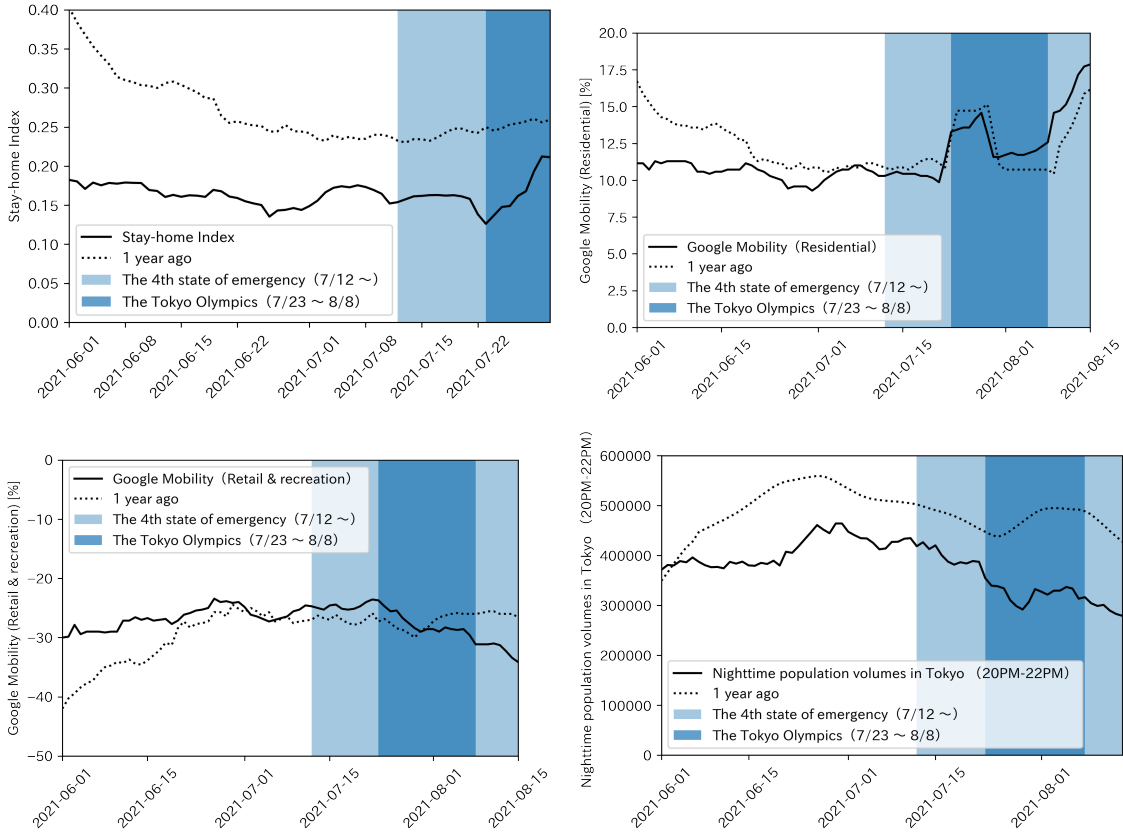 0.40
0.35
0.30
0.25
0.20
0.15
0.10
0.05
0.00
Stay-home Index
Stay-home Index
1 year ago
The 4th state of emergency（7/12 ～）
The Tokyo Olympics（7/23 ～ 8/8）
2021-06-01
2021-06-08
2021-06-15
2021-06-22
2021-07-01
2021-07-08
2021-07-15
2021-07-22
20.0
17.5
15.0
12.5
10.0
7.5
5.0
2.5
0.0
Google Mobility (Residential) [%]
Google Mobility（Residential）
1 year ago
The 4th state of emergency（7/12 ～）
The Tokyo Olympics（7/23 ～ 8/8）
2021-06-01
2021-06-15
2021-07-01
2021-07-15
2021-08-01
2021-08-15
0
−10
−20
−30
−40
−50
Google Mobility (Retail & recreation) [%]
Google Mobility（Retail & recreation）
1 year ago
The 4th state of emergency（7/12 ～）
The Tokyo Olympics（7/23 ～ 8/8）
2021-06-01
2021-06-15
2021-07-01
2021-07-15
2021-08-01
2021-08-15
600000
500000
400000
300000
200000
100000
0
Nighttime population volumes in Tokyo （20PM-22PM）
Nighttime population volumes in Tokyo （20PM-22PM）
1 year ago
The 4th state of emergency（7/12 ～）
The Tokyo Olympics（7/23 ～ 8/8）
2021-06-01
2021-06-15
2021-07-01
2021-07-15
2021-08-01